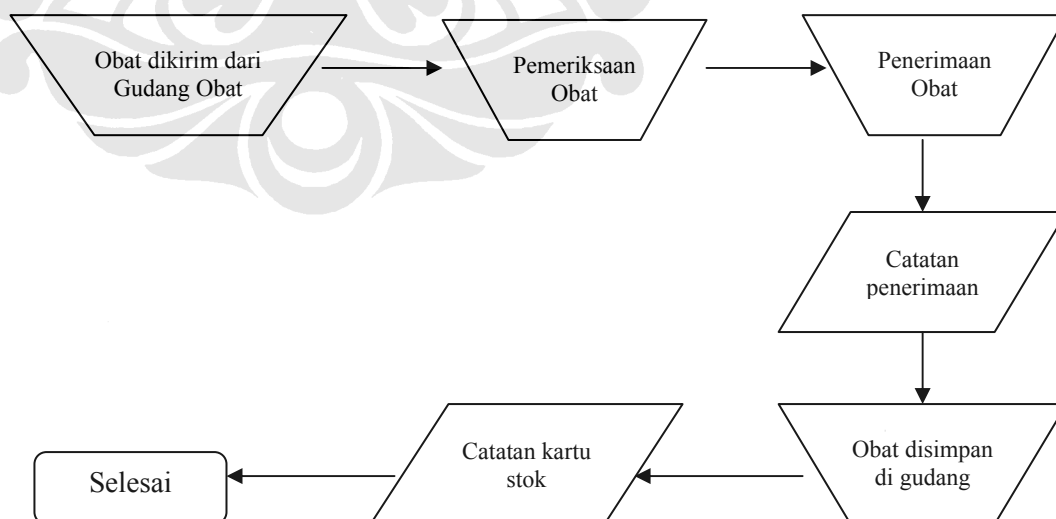 Obat dikirim dari
Gudang Obat
Pemeriksaan
Obat
Penerimaan
Obat
Catatan
penerimaan
Obat disimpan
di gudang
Catatan kartu
stok
Selesai